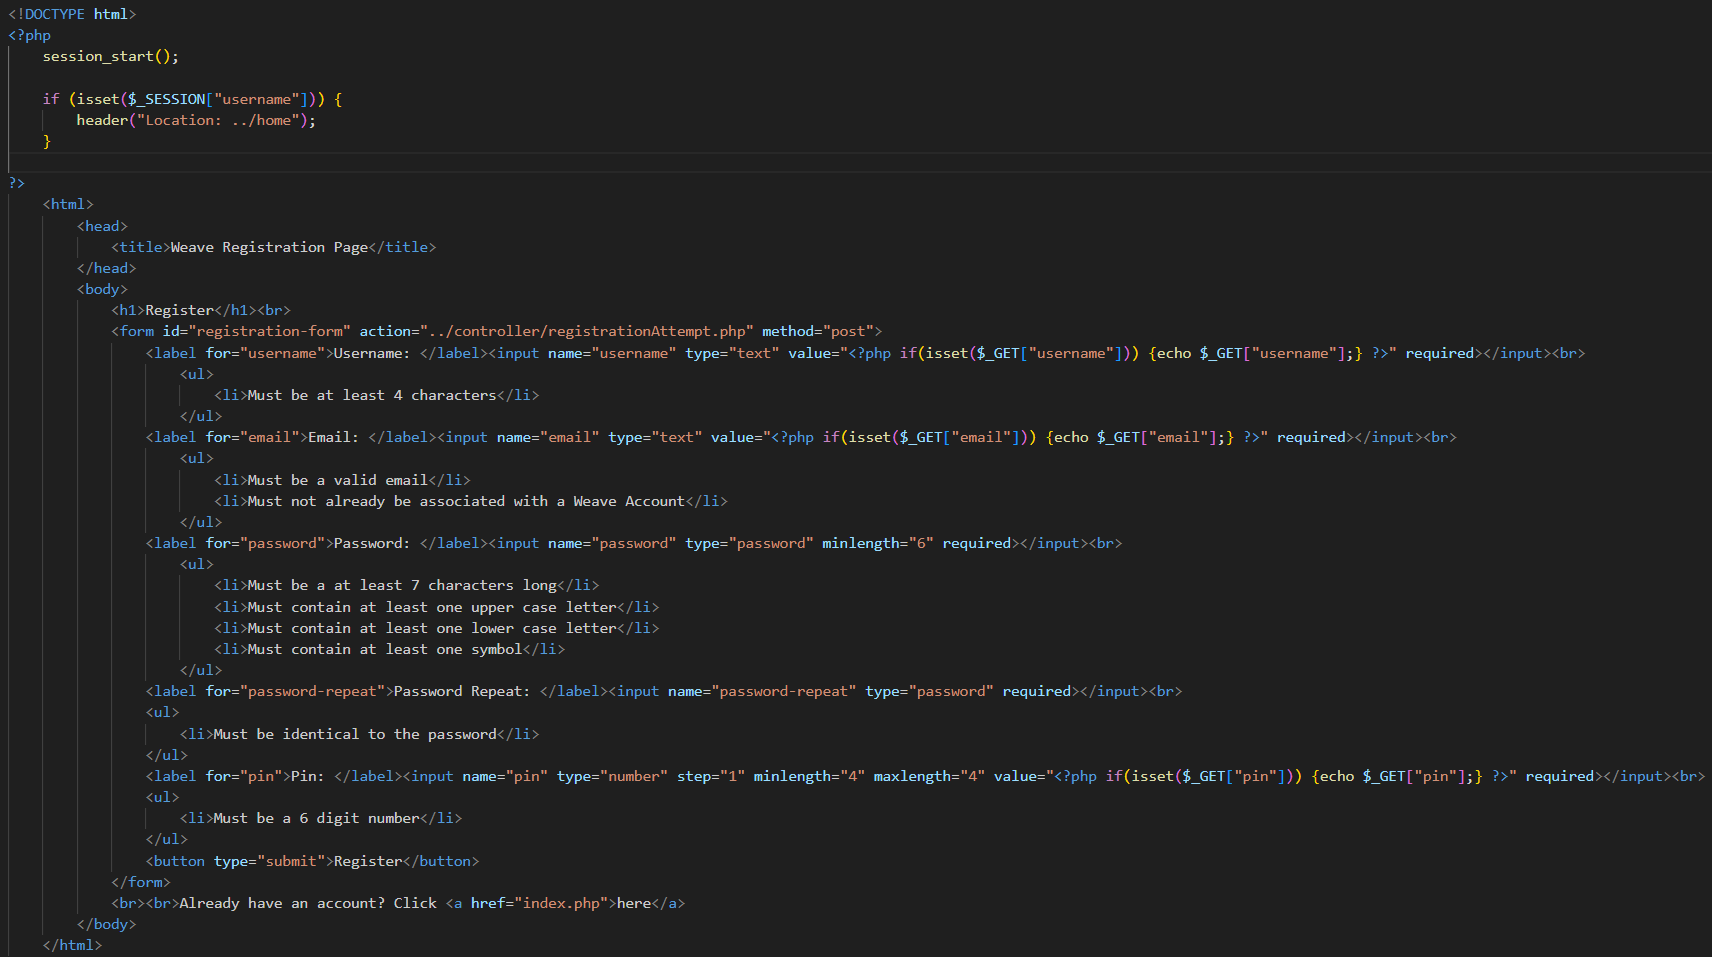 <!DOCTYPE html>
<?php
    session_start();

    if (isset($_SESSION["username"])) {
        header("Location: ../home");
    }

?>
    <html>
        <head>
            <title>Weave Registration Page</title>
        </head>
        <body>
            <h1>Register</h1><br>
            <form id="registration-form" action="../controller/registrationAttempt.php" method="post">
                <label for="username">Username: </label><input name="username" type="text" value="<?php if(isset($_GET["username"])) {echo $_GET["username"];} ?>" required></input><br>
                    <ul>
                        <li>Must be at least 4 characters</li>
                    </ul>
                <label for="email">Email: </label><input name="email" type="text" value="<?php if(isset($_GET["email"])) {echo $_GET["email"];} ?>" required></input><br>
                    <ul>
                        <li>Must be a valid email</li>
                        <li>Must not already be associated with a Weave Account</li>
                    </ul>
                <label for="password">Password: </label><input name="password" type="password" minlength="6" required></input><br>
                    <ul>
                        <li>Must be a at least 7 characters long</li>
                        <li>Must contain at least one upper case letter</li>
                        <li>Must contain at least one lower case letter</li>
                        <li>Must contain at least one symbol</li>
                    </ul>
                <label for="password-repeat">Password Repeat: </label><input name="password-repeat" type="password" required></input><br>
                <ul>
                    <li>Must be identical to the password</li>
                </ul>
                <label for="pin">Pin: </label><input name="pin" type="number" step="1" minlength="4" maxlength="4" value="<?php if(isset($_GET["pin"])) {echo $_GET["pin"];} ?>" required></input><br>
                <ul>
                    <li>Must be a 6 digit number</li>
                </ul>
                <button type="submit">Register</button>
            </form>
            <br><br>Already have an account? Click <a href="index.php">here</a>
        </body>
    </html>